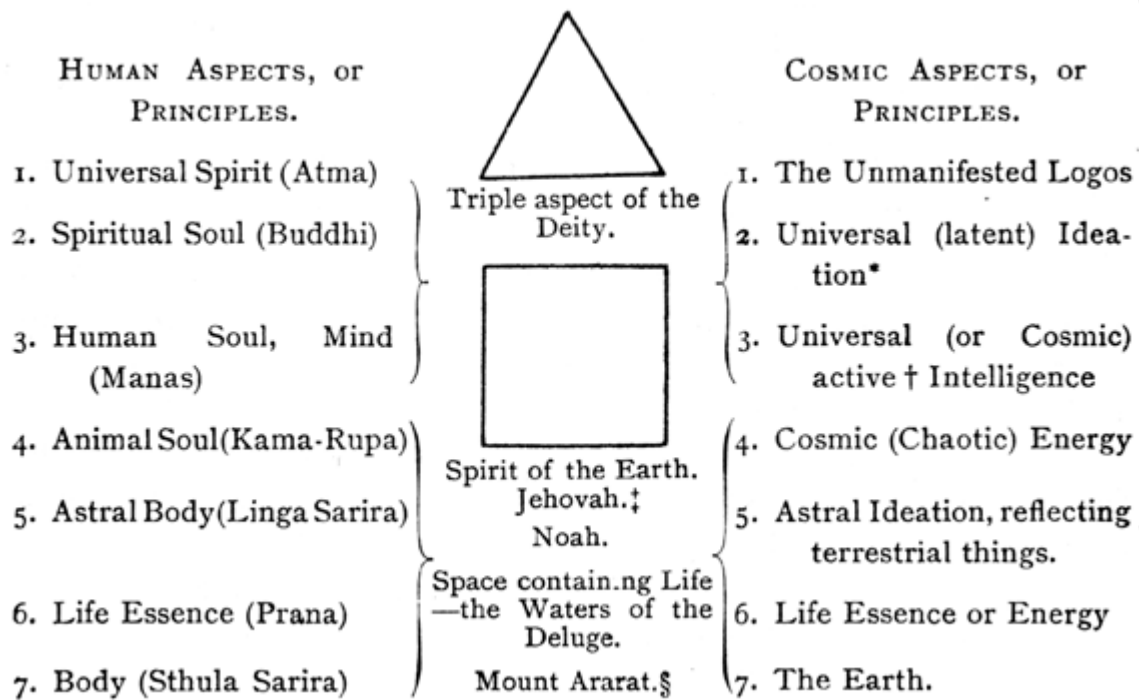 HUMAN ASPECTS, or
PRINCIPLES.
1. Universal Spirit (Atma)
2. Spiritual Soul (Buddhi)
3. Human Soul, Mind
(Manas)
4. Animal Soul(Kama-Rupa)
5. Astral Body(Linga Sarira)
6. Life Essence (Prana)
7. Body (Sthula Sarira)
Triple aspect of the
Deity.
Spirit of the Earth.
Jehovah.‡
Noah.
Space contain.ng Life
—the Waters of the
Deluge.
Mount Ararat.§
COSMIC ASPECTS, or
PRINCIPLES.
1. The Unmanifested Logos
2. Universal (latent) Idea-
tion*
3. Universal (or Cosmic)
active † Intelligence
4. Cosmic (Chaotic) Energy
5. Astral Ideation, reflecting
terrestrial things.
6. Life Essence or Energy
7. The Earth.